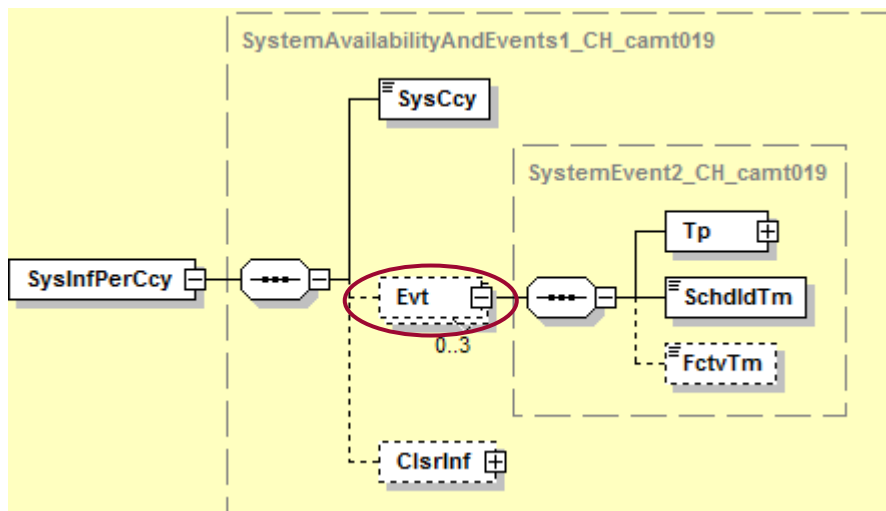 SystemAvailabilityAndEvents1_CH_camt019
SysCcy
SystemEvent2_CH_camt019
Tp
SysInfPerCcy
Evt
SchdldTm
0..3
FctvTm
ClsrInf